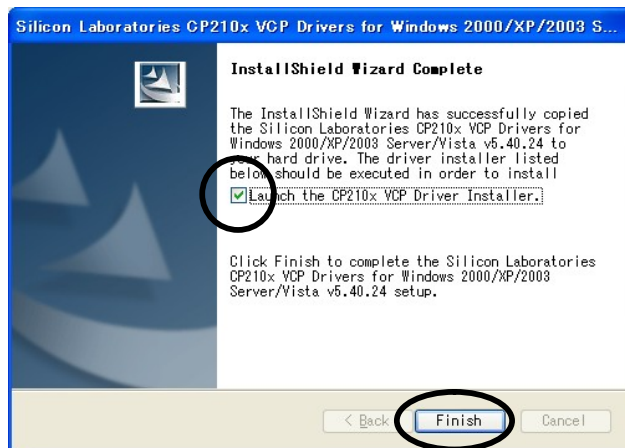 Silicon Laboratories CP210x VCP Drivers for Windows 2000/XP/2003 S...
InstallShield Wizard Complete
The InstallShield Wizard has successfully copied
the Silicon Laboratories CP210x VCP Drivers for
Windows 2000/XP/2003 Server/Vista v5.40.24 to
your hard drive. The driver installer listed
below should be executed in order to install
Launch the CP210x VCP Driver Installer.
Click Finish to complete the Silicon Laboratories
CP210x VCP Drivers for Windows 2000/XP/2003
Server/Vista v5.40.24 setup.
< Back Finish Cancel